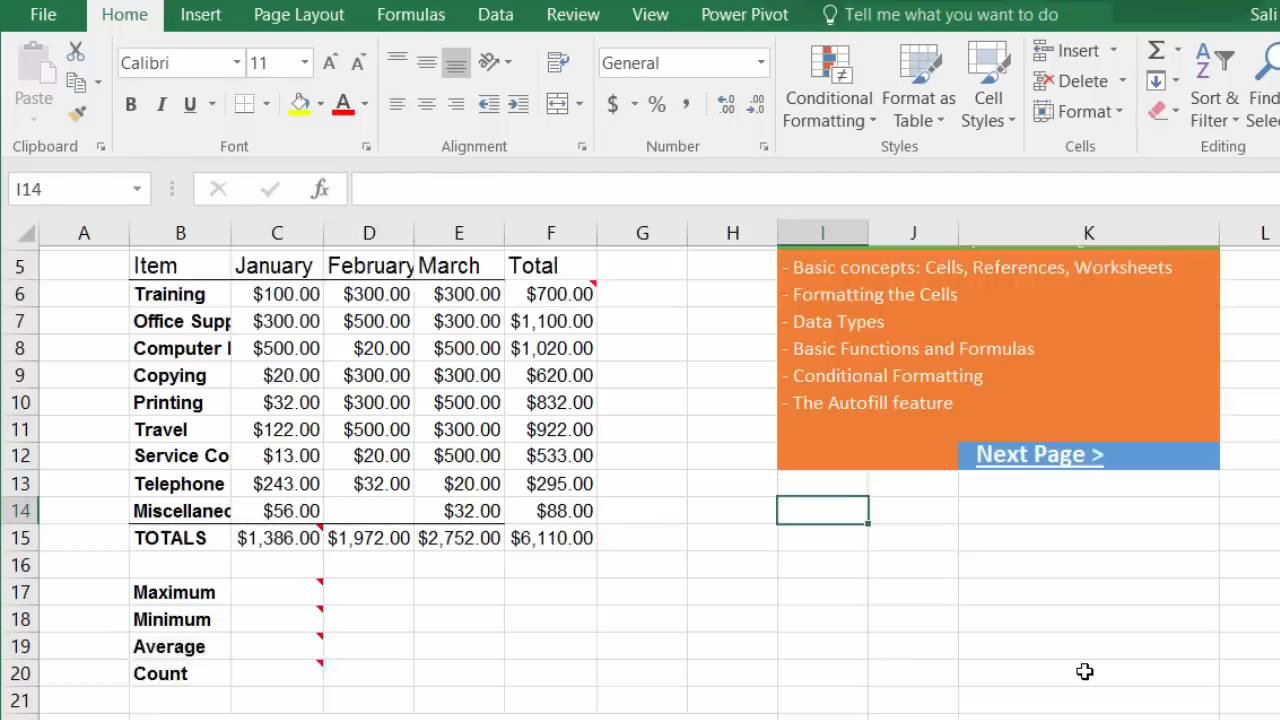 File Home Insert Page Layout Formulas Data Review View Power Pivot Tell me what you want to do Sali
Calibri 11 General Insert
Paste B I U $ % , Conditional Format as Cell Delete Sort & Find
Formatting Table Styles Format Filter Selec
Clipboard Font Alignment Number Styles Cells Editing
I14 fx
A B C D E F G H I J K L
5 Item January February March Total - Basic concepts: Cells, References, Worksheets
6 Training $100.00 $300.00 $300.00 $700.00 - Formatting the Cells
7 Office Supp $300.00 $500.00 $300.00 $1,100.00 - Data Types
8 Computer $500.00 $20.00 $500.00 $1,020.00 - Basic Functions and Formulas
9 Copying $20.00 $300.00 $300.00 $620.00 - Conditional Formatting
10 Printing $32.00 $300.00 $500.00 $832.00 - The Autofill feature
11 Travel $122.00 $500.00 $300.00 $922.00
12 Service Co $13.00 $20.00 $500.00 $533.00 Next Page >
13 Telephone $243.00 $32.00 $20.00 $295.00
14 Miscellaneo $56.00 $32.00 $88.00
15 TOTALS $1,386.00 $1,972.00 $2,752.00 $6,110.00
16
17 Maximum
18 Minimum
19 Average
20 Count
21